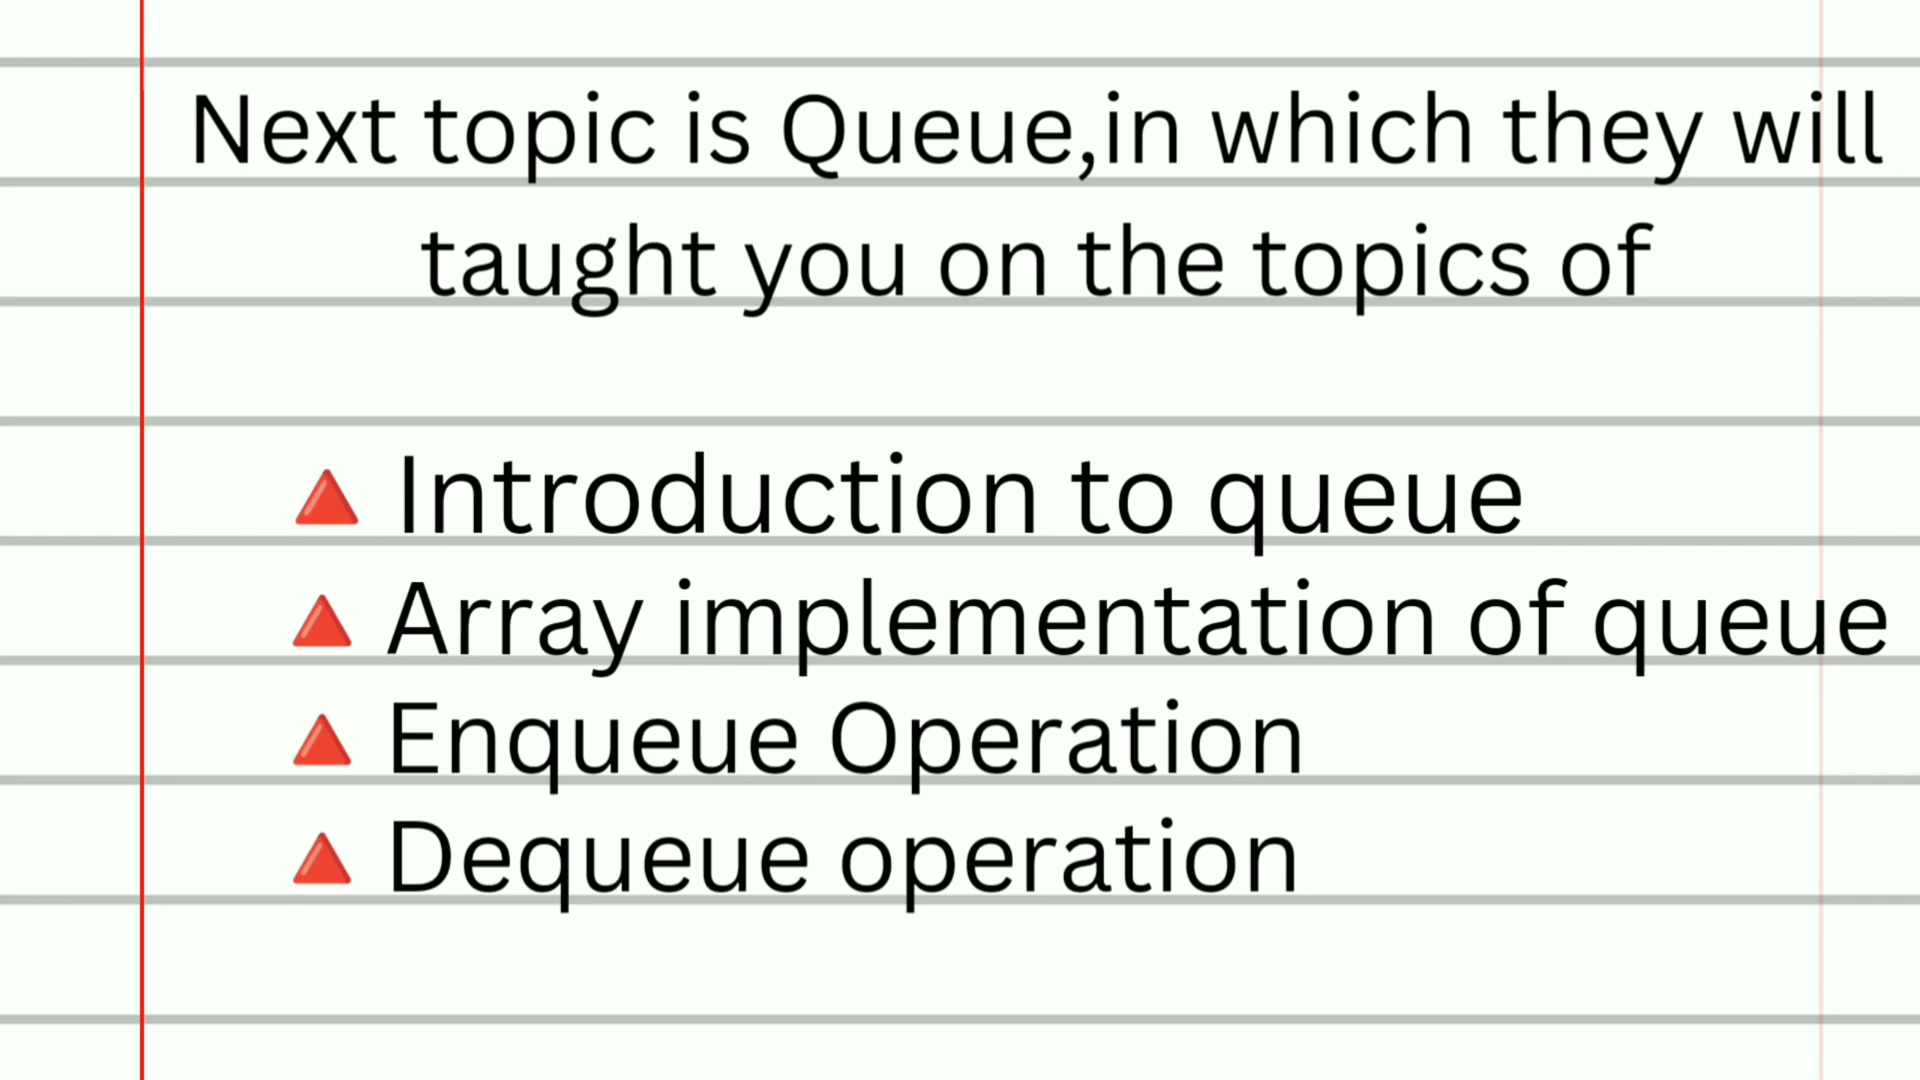 Next topic is Queue,in which they will
taught you on the topics of
🔺 Introduction to queue
🔺 Array implementation of queue
🔺 Enqueue Operation
🔺 Dequeue operation